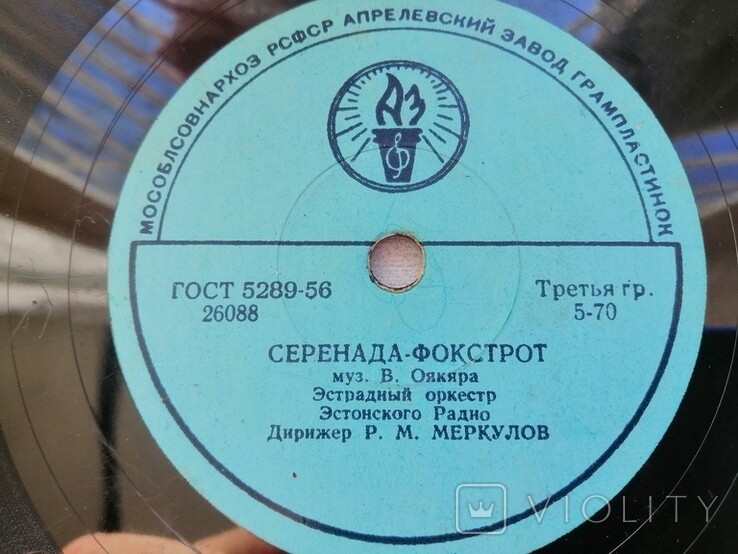 МОСОБЛСОВНАРХОЗ РСФСР АПРЕЛЕВСКИЙ ЗАВОД ГРАМПЛАСТИНОК
АЗ
ГОСТ 5289-56
26088
Третья гр.
5-70
СЕРЕНАДА-ФОКСТРОТ
муз. В. Оякяра
Эстрадный оркестр
Эстонского Радио
Дирижер Р. М. МЕРКУЛОВ
VIOLITY